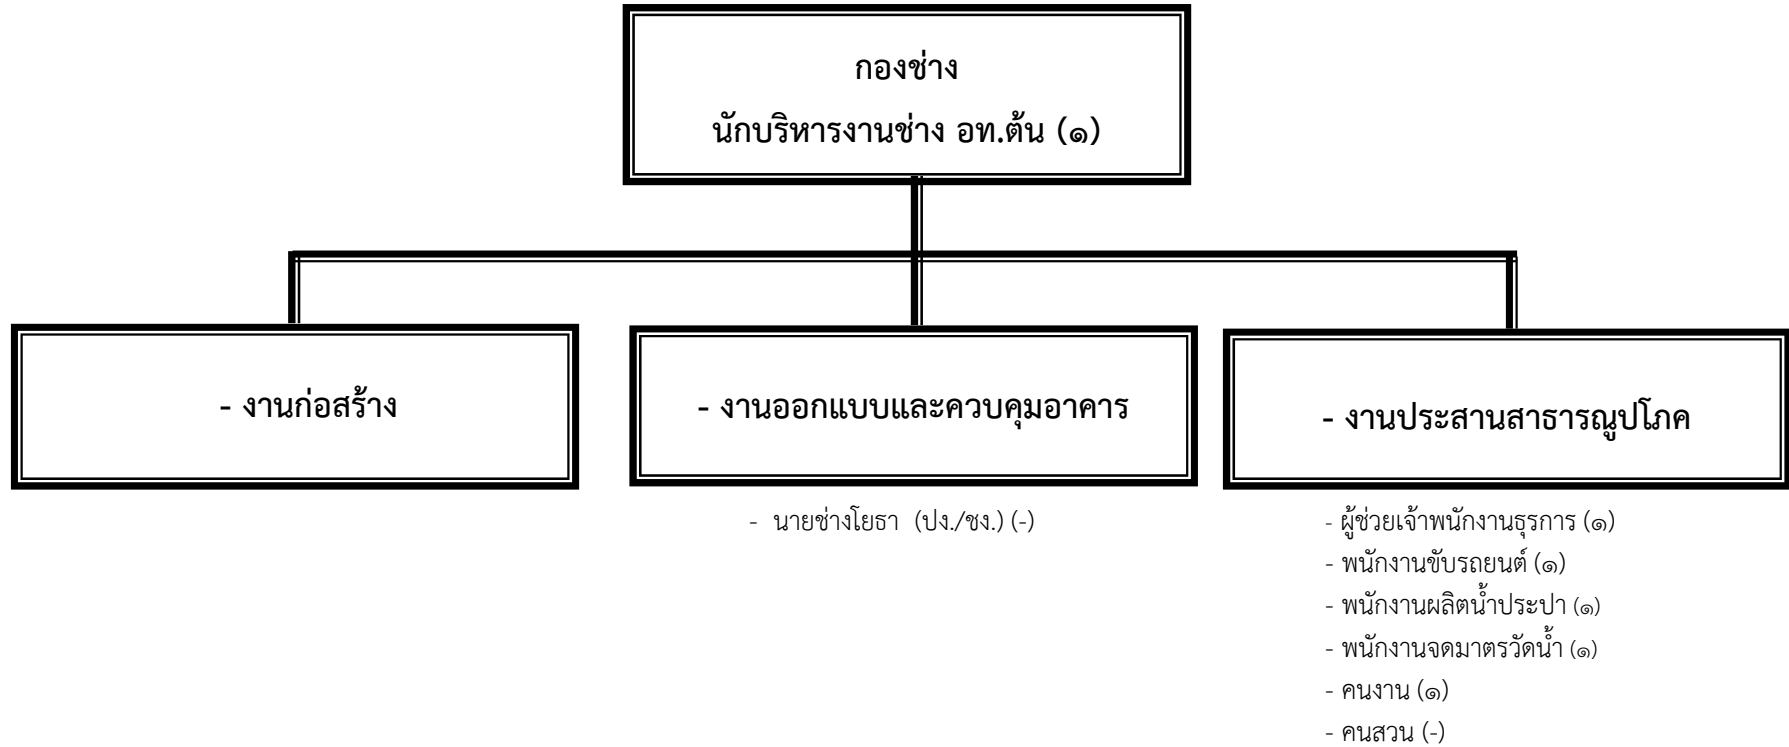 กองช่าง
นักบริหารงานช่าง อท.ต้น (๑)
- งานก่อสร้าง
- งานออกแบบและควบคุมอาคาร
- นายช่างโยธา (ปง./ชง.) (-)
- งานประสานสาธารณูปโภค
- ผู้ช่วยเจ้าพนักงานธุรการ (๑)
- พนักงานขับรถยนต์ (๑)
- พนักงานผลิตน้ำประปา (๑)
- พนักงานจดมาตรวัดน้ำ (๑)
- คนงาน (๑)
- คนสวน (-)